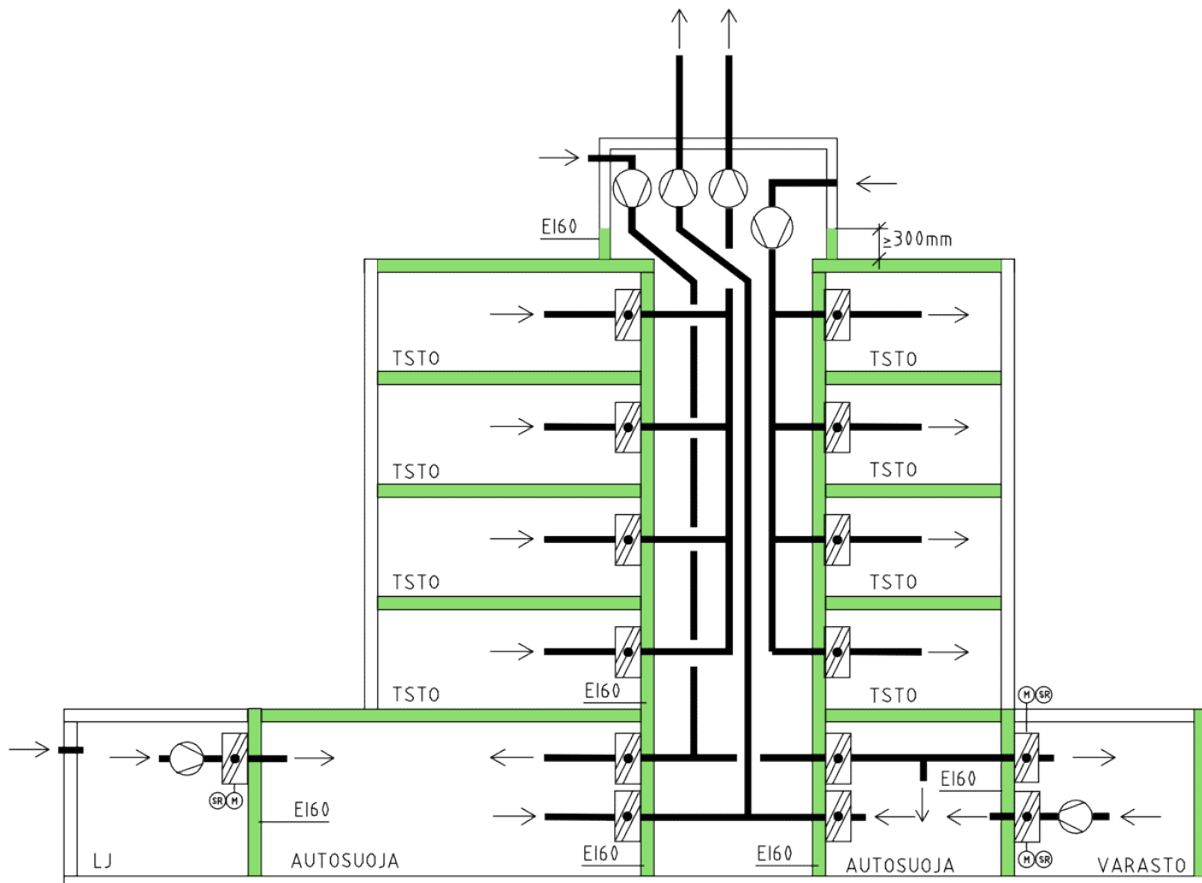 EI60
≥300mm
TSTO
TSTO
TSTO
TSTO
TSTO
TSTO
TSTO
TSTO
EI60
M
SR
SR
M
EI60
EI60
LJ
AUTOSUOJA
EI60
EI60
AUTOSUOJA
M
SR
VARASTO